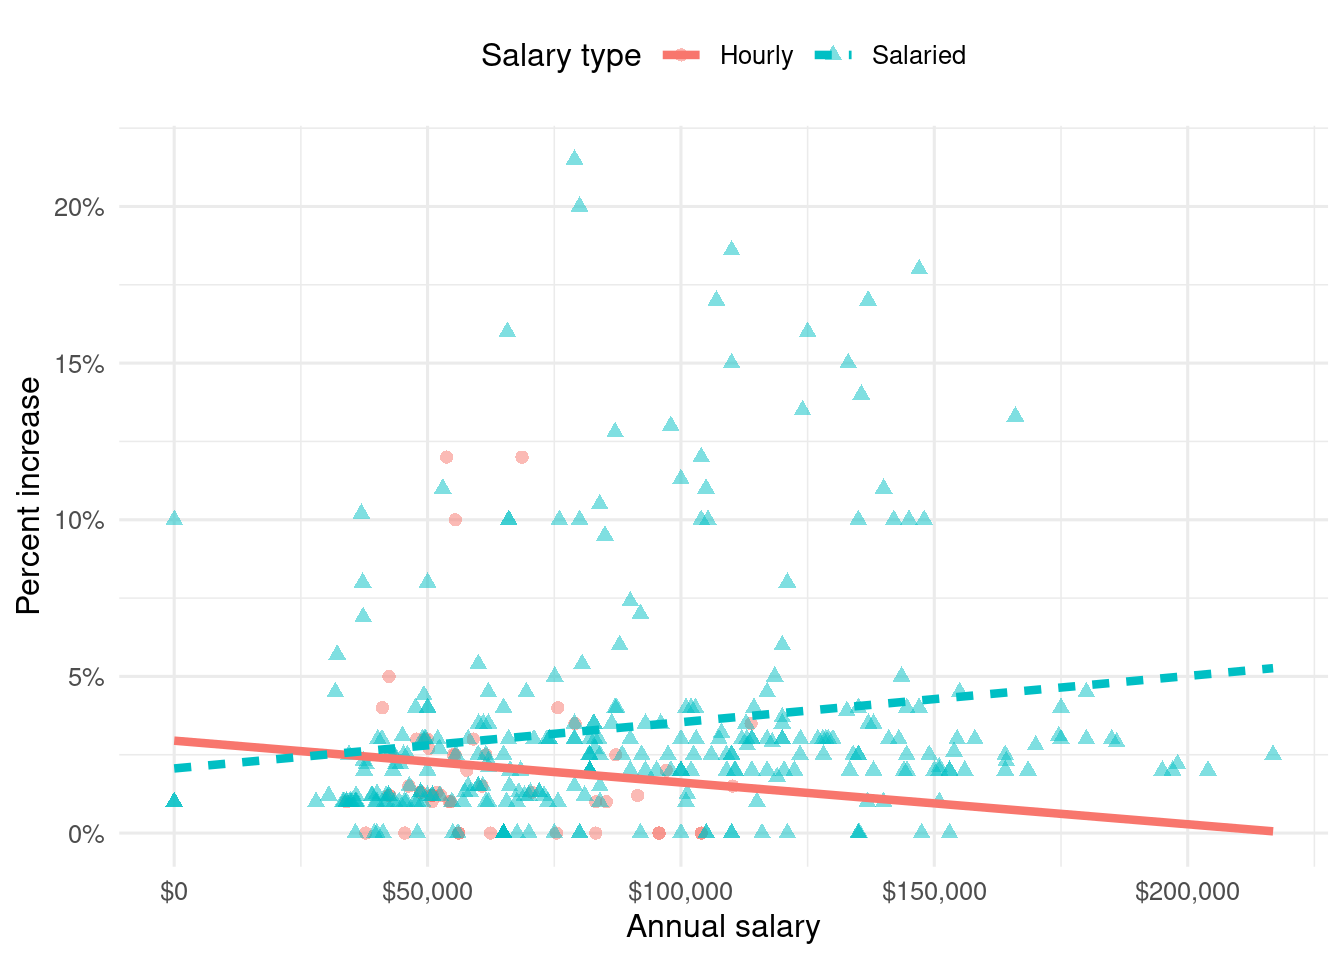 Salary type Hourly Salaried
20%
15%
10%
5%
0%
Percent increase
$0 $50,000 $100,000 $150,000 $200,000
Annual salary